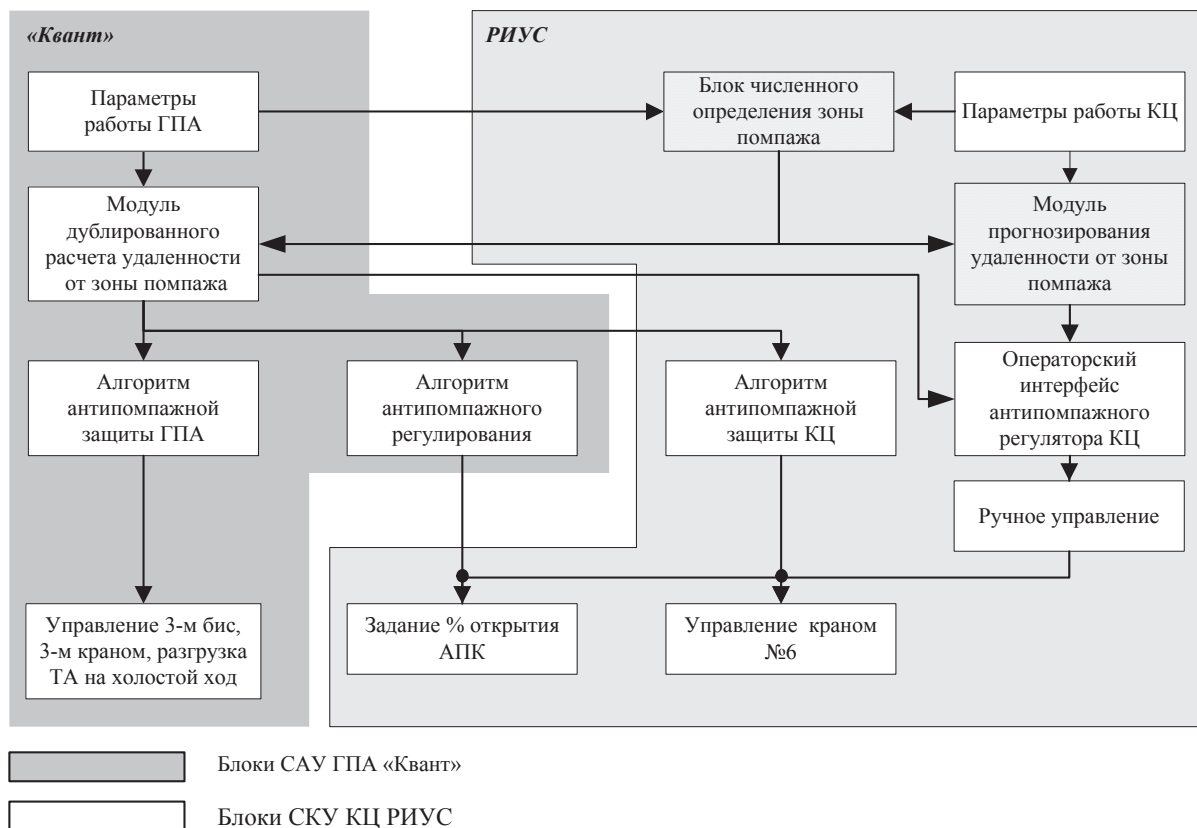 «Квант»
РИУС
Параметры
работы ГПА
Блок численного
определения зоны
помпажа
Параметры работы КЦ
Модуль
дублированного
расчета удаленности
от зоны помпажа
Модуль
прогнозирования
удаленности от зоны
помпажа
Алгоритм
антипомпажной
защиты ГПА
Алгоритм
антипомпажного
регулирования
Алгоритм
антипомпажной
защиты КЦ
Операторский
интерфейс
антипомпажного
регулятора КЦ
Ручное управление
Управление 3-м бис,
3-м краном, разгрузка
ТА на холостой ход
Задание % открытия
АПК
Управление краном
№6
Блоки САУ ГПА «Квант»
Блоки СКУ КЦ РИУС